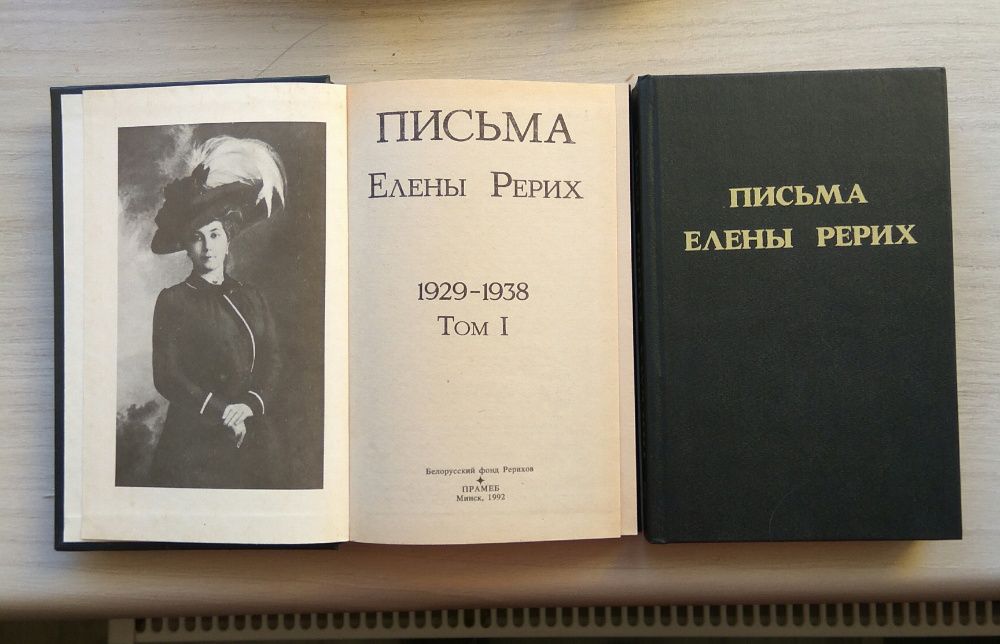 ПИСЬМА
ЕЛЕНЫ РЕРИХ
1929-1938
ТОМ I
Белорусский фонд Рерихов
ПРАМЕБ
Минск, 1992
ПИСЬМА
ЕЛЕНЫ РЕРИХ